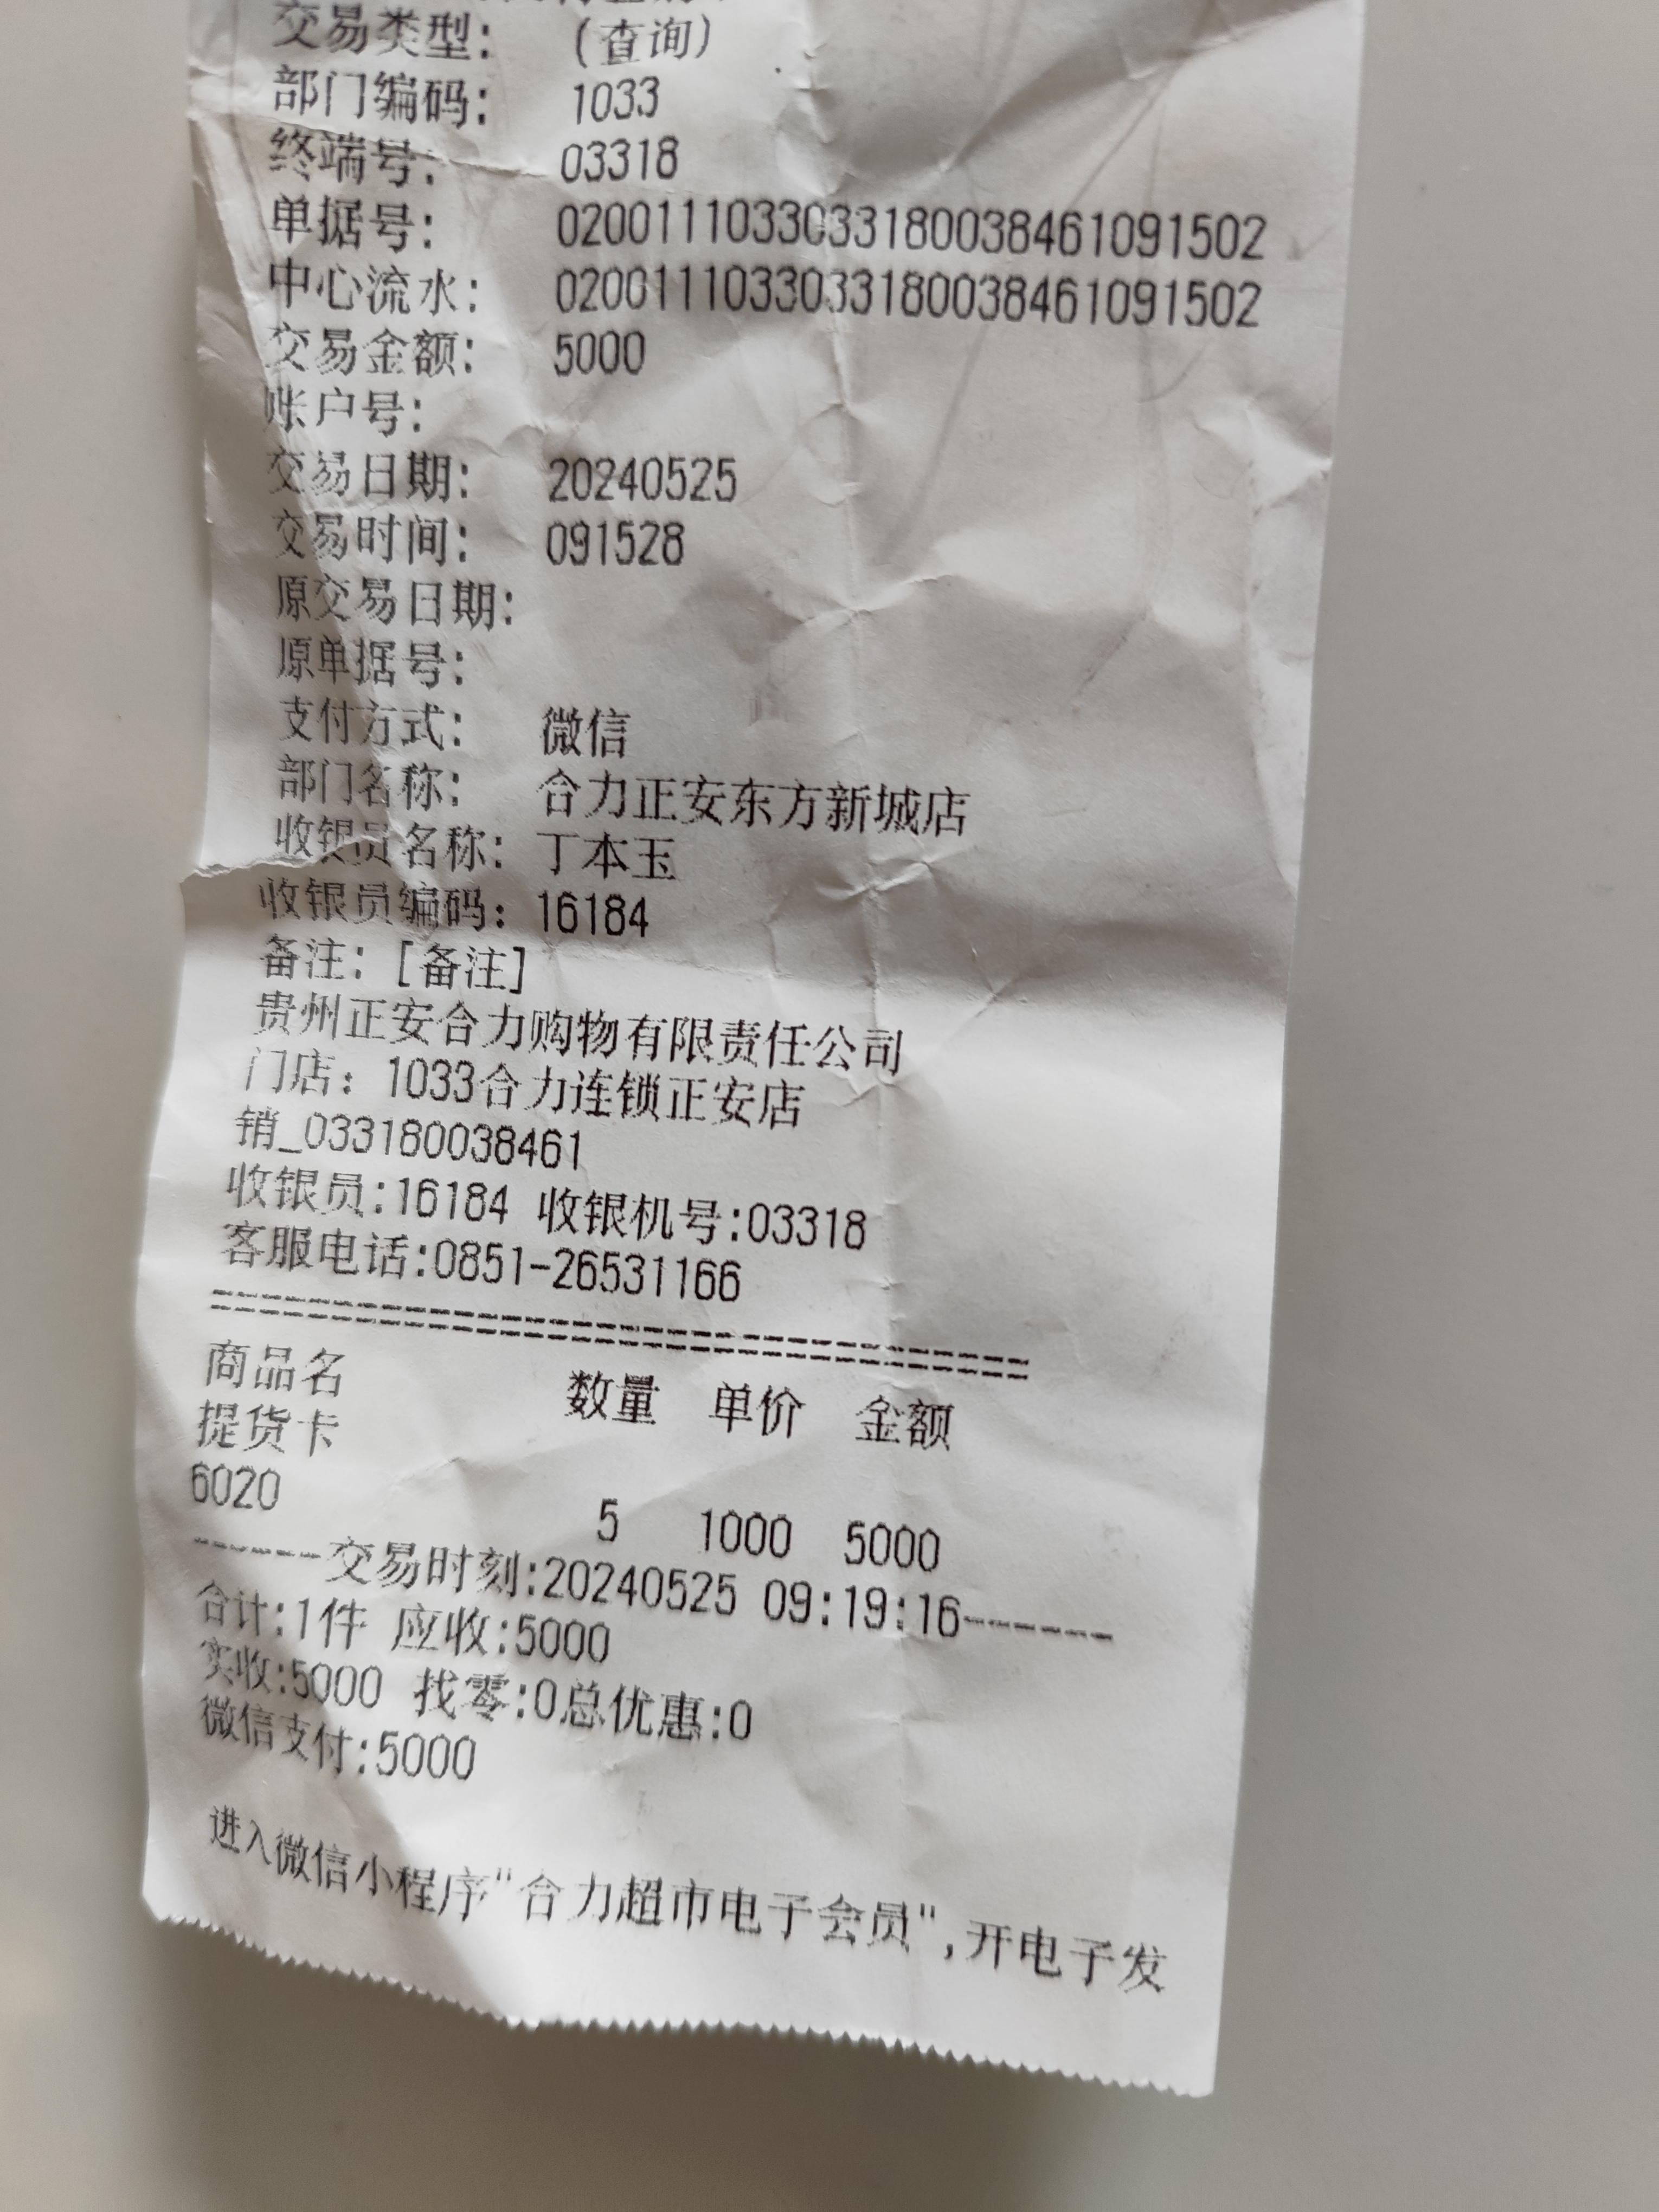 交易类型： (查询)
部门编码： 1033
终端号： 03318
单据号： 0200111033033180038461091502
中心流水： 0200111033033180038461091502
交易金额： 5000
账户号：
交易日期： 20240525
交易时间： 091528
原交易日期：
原单据号：
支付方式： 微信
部门名称： 合力正安东方新城店
收银员名称： 丁本玉
收银员编码： 16184
备注：[备注]
贵州正安合力购物有限责任公司
门店：1033合力连锁正安店
销_033180038461
收银员:16184 收银机号:03318
客服电话:0851-26531166
================================
商品名 数量 单价 金额
提货卡
6020 5 1000 5000
------交易时刻:20240525 09:19:16-------
合计:1件 应收:5000
实收:5000 找零:0总优惠:0
微信支付:5000
进入微信小程序"合力超市电子会员",开电子发